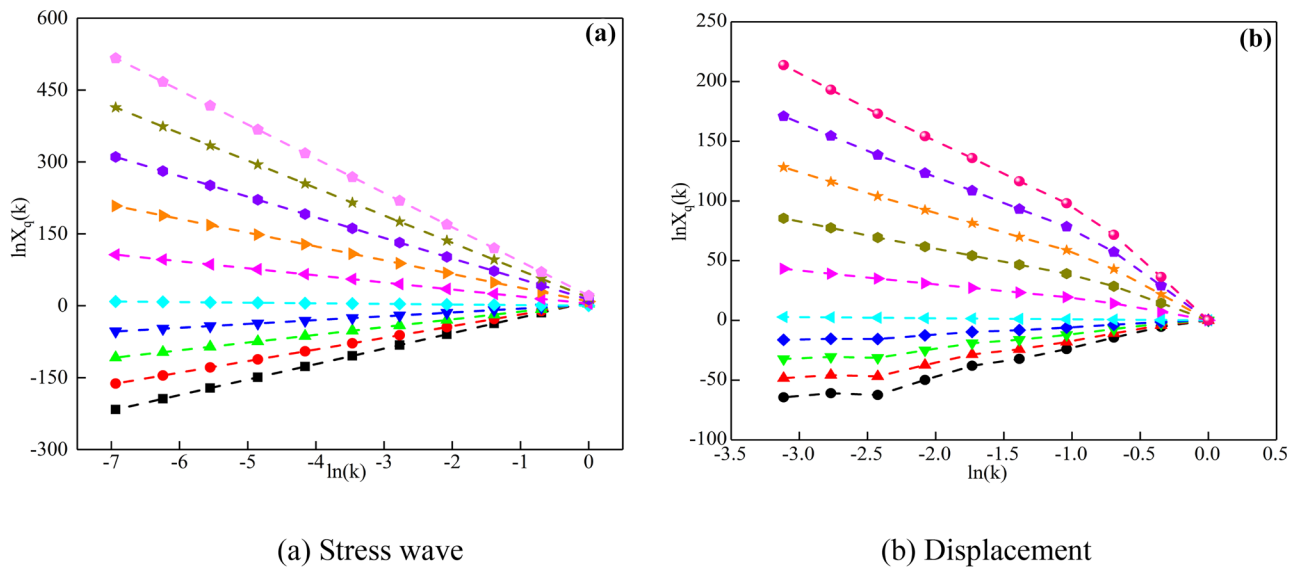 600
(a)
450
300
150
0
-150
-300
lnX_q(k)
-7 -6 -5 -4 -3 -2 -1 0
ln(k)
250
(b)
200
150
100
50
0
-50
-100
lnX_q(k)
-3.5 -3.0 -2.5 -2.0 -1.5 -1.0 -0.5 0.0 0.5
ln(k)
(a) Stress wave
(b) Displacement